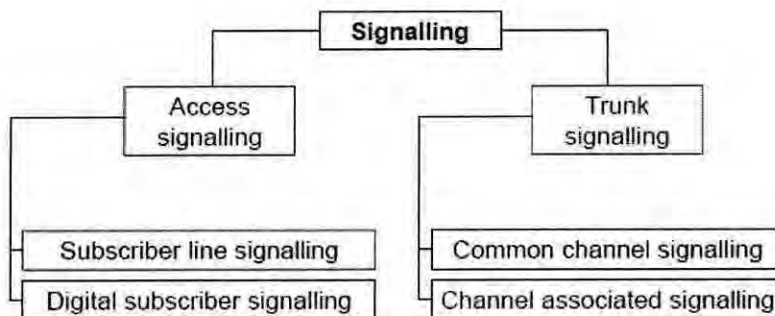 Signalling
Access
signalling
Trunk
signalling
Subscriber line signalling
Common channel signalling
Digital subscriber signalling
Channel associated signalling